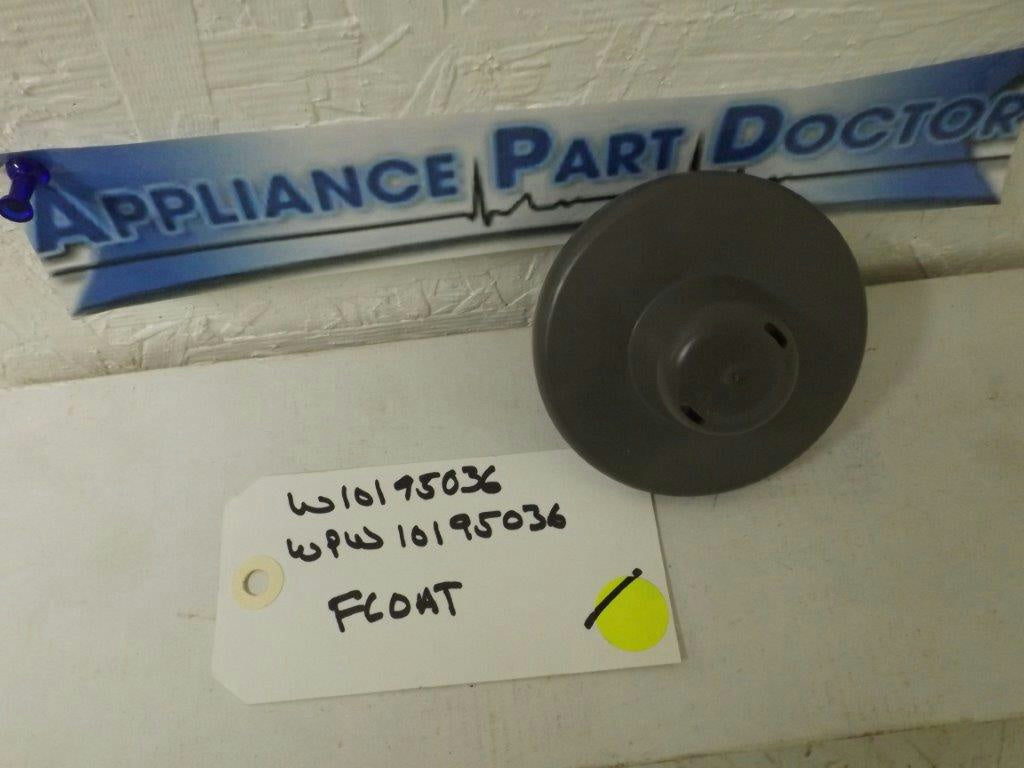 APPLIANCE PART DOCTOR
W10195036
WPW10195036
FLOAT